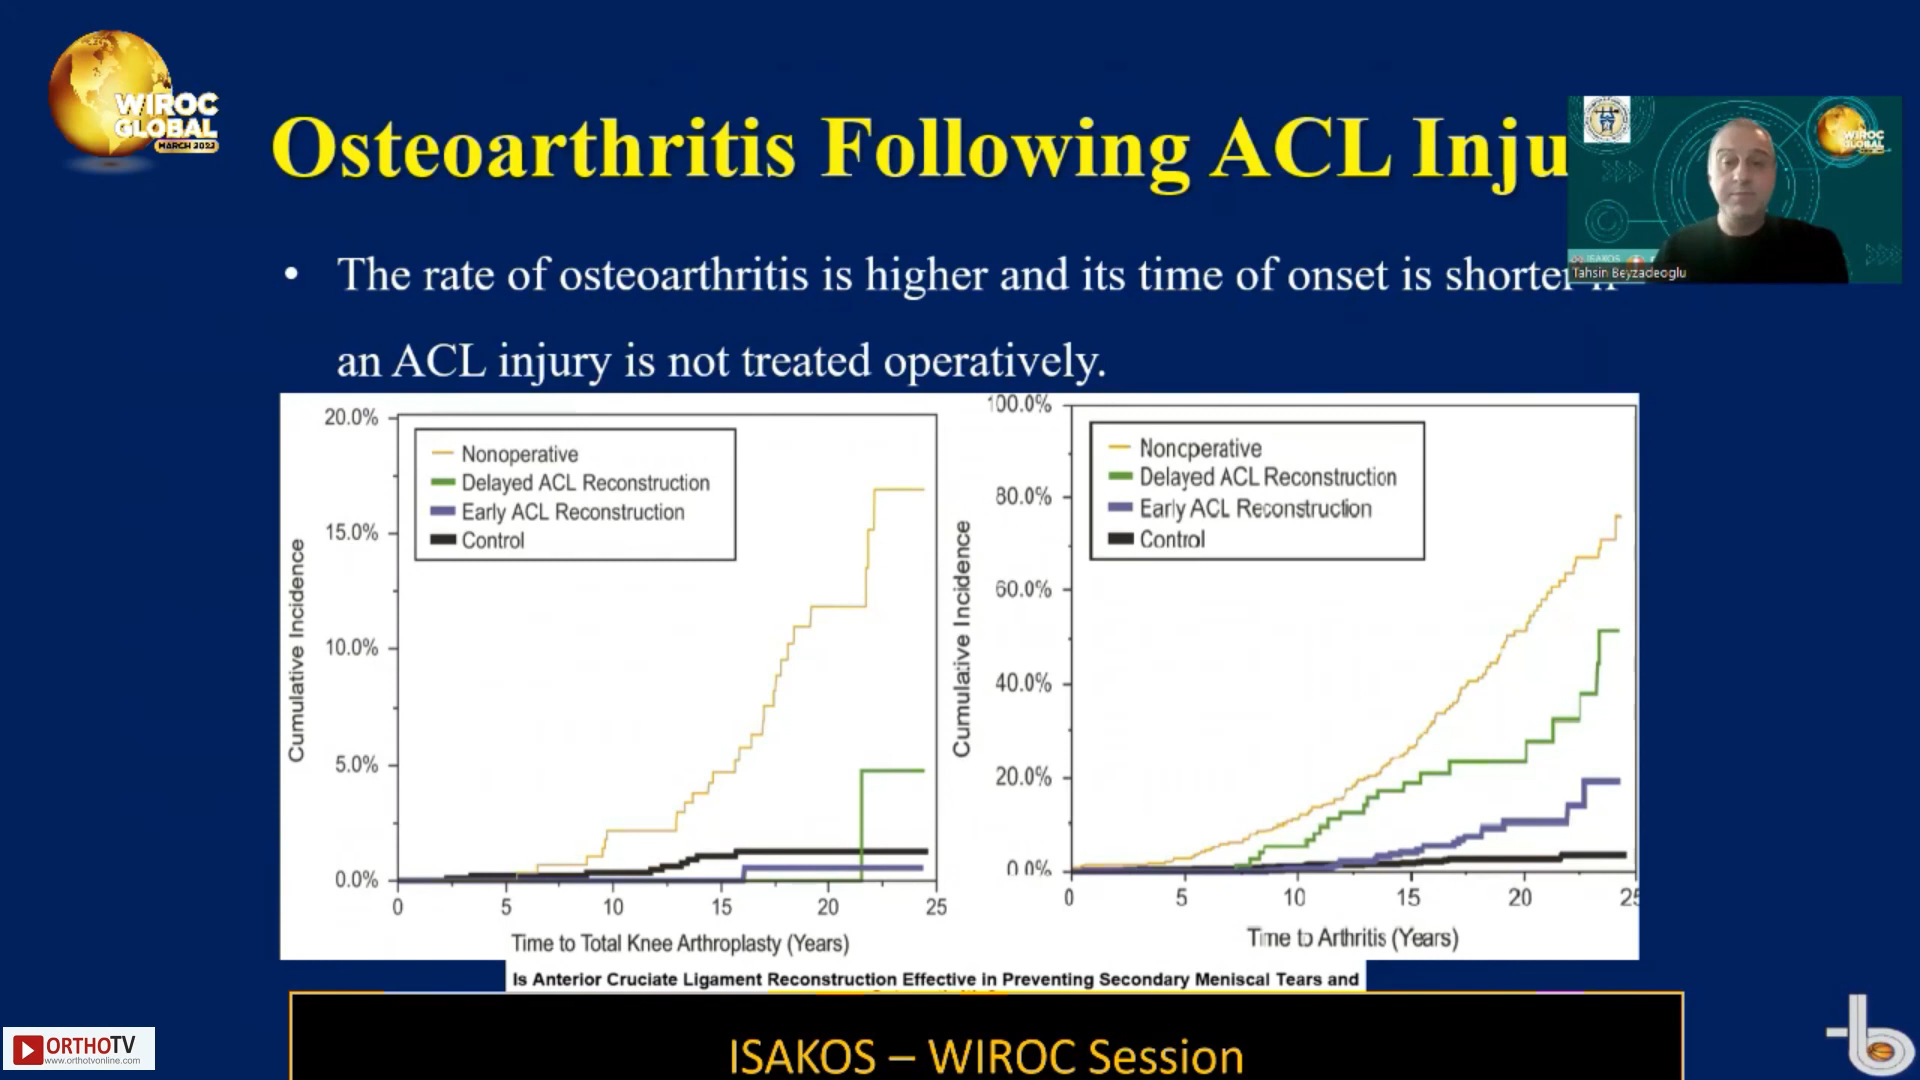 WIROC
GLOBAL
MARCH 2023
Osteoarthritis Following ACL Inju
WIROC
GLOBAL
Tahsin Beyzadeoglu
• The rate of osteoarthritis is higher and its time of onset is shorter
an ACL injury is not treated operatively.
20.0%
15.0%
10.0%
5.0%
0.0%
Cumulative Incidence
Nonoperative
Delayed ACL Reconstruction
Early ACL Reconstruction
Control
0 5 10 15 20 25
Time to Total Knee Arthroplasty (Years)
100.0%
80.0%
60.0%
40.0%
20.0%
0.0%
Cumulative Incidence
Noncperative
Delayed ACL Reconstruction
Early ACL Reconstruction
Control
0 5 10 15 20 25
Time to Arthritis (Years)
Is Anterior Cruciate Ligament Reconstruction Effective in Preventing Secondary Meniscal Tears and
ISAKOS – WIROC Session
ORTHOTV
www.orthotvonline.com